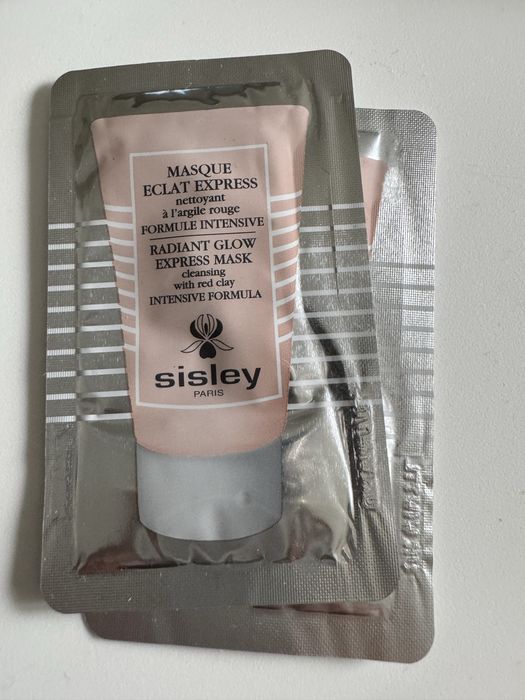 MASQUE
ECLAT EXPRESS
nettoyant
à l'argile rouge
FORMULE INTENSIVE
RADIANT GLOW
EXPRESS MASK
cleansing
with red clay
INTENSIVE FORMULA
sisley
PARIS